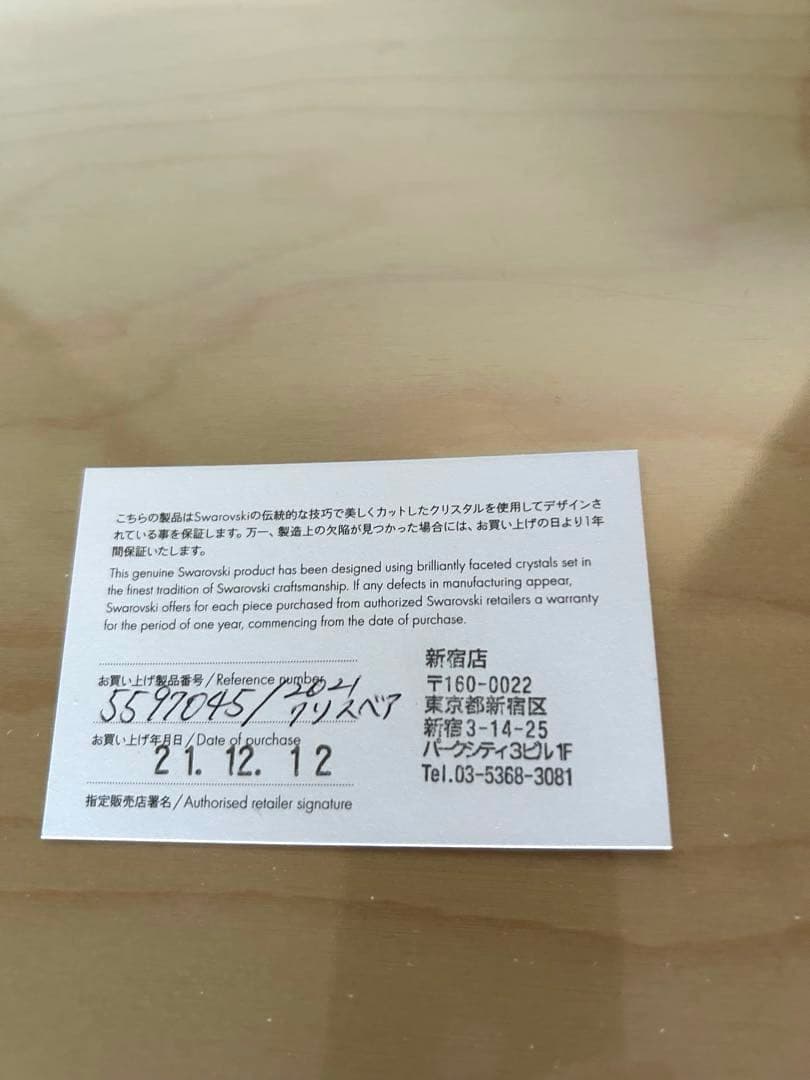 こちらの製品はSwarovskiの伝統的な技巧で美しくカットしたクリスタルを使用してデザインさ
れている事を保証します。万一、製造上の欠陥が見つかった場合には、お買い上げの日より1年
間保証いたします。
This genuine Swarovski product has been designed using brilliantly faceted crystals set in
the finest tradition of Swarovski craftsmanship. If any defects in manufacturing appear,
Swarovski offers for each piece purchased from authorized Swarovski retailers a warranty
for the period of one year, commencing from the date of purchase.
お買い上げ製品番号/Reference number
5597045/2021
クリスベア
お買い上げ年月日/Date of purchase
21.12.12
指定販売店署名/Authorised retailer signature
新宿店
〒160-0022
東京都新宿区
新宿3-14-25
パークシティ3ビル1F
Tel.03-5368-3081